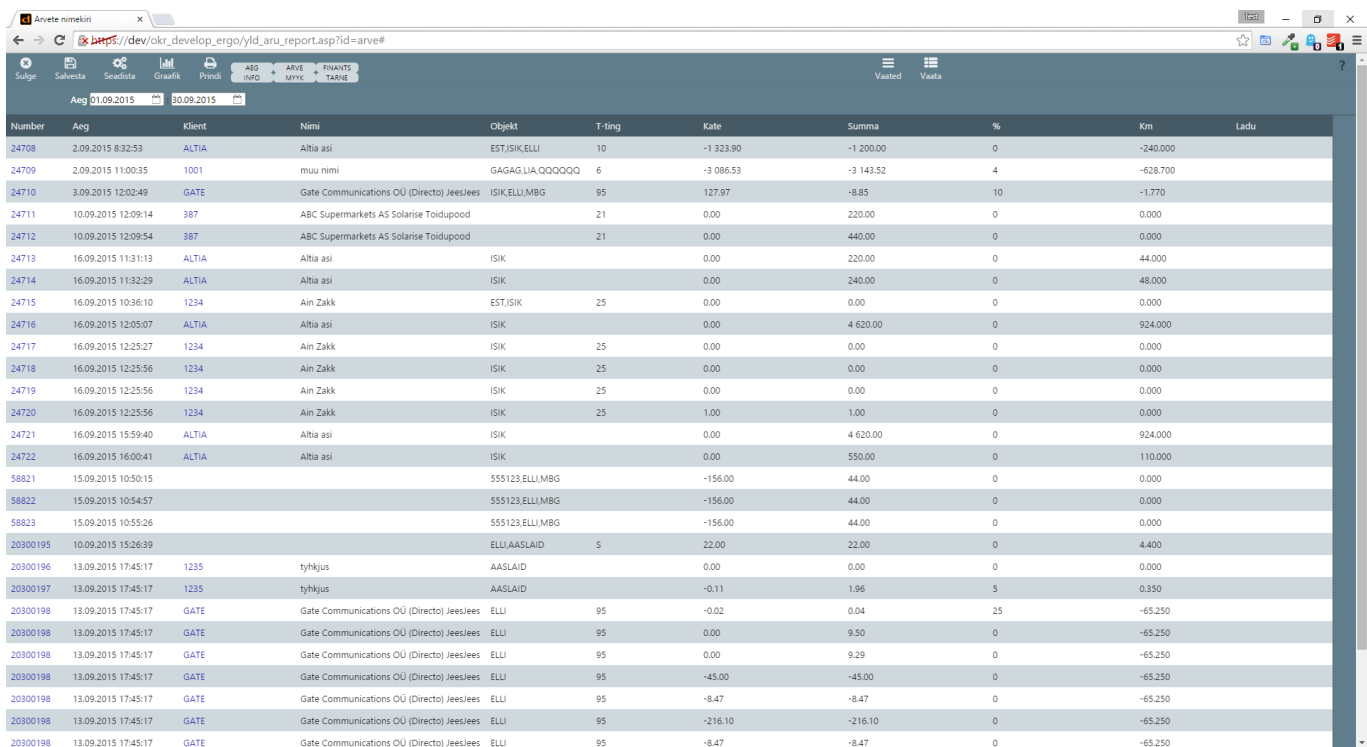 Arvete nimekiri x Test
https://dev/okr_develop_ergo/yld_aru_report.asp?id=arve#
Sulge Salvesta Seadista Graafik Prindi AEG INFO ARVE MYYK FINANTS TARNE Vaated Vaata ?
Aeg 01.09.2015 : 30.09.2015
Number Aeg Klient Nimi Objekt T-ting Kate Summa % Km Ladu
24708 2.09.2015 8:32:53 ALTIA Altia asi EST,ISIK,ELLI 10 -1 323.90 -1 200.00 0 -240.000
24709 2.09.2015 11:00:35 1001 muu nimi GAGAG,LIA,QQQQQQ 6 -3 086.53 -3 143.52 4 -628.700
24710 3.09.2015 12:02:49 GATE Gate Communications OÜ (Directo) JeesJees ISIK,ELLI,MBG 95 127.97 -8.85 10 -1.770
24711 10.09.2015 12:09:14 387 ABC Supermarkets AS Solarise Toidupood 21 0.00 220.00 0 0.000
24712 10.09.2015 12:09:54 387 ABC Supermarkets AS Solarise Toidupood 21 0.00 440.00 0 0.000
24713 16.09.2015 11:31:13 ALTIA Altia asi ISIK 0.00 220.00 0 44.000
24714 16.09.2015 11:32:29 ALTIA Altia asi ISIK 0.00 240.00 0 48.000
24715 16.09.2015 10:36:10 1234 Ain Zakk EST,ISIK 25 0.00 0.00 0 0.000
24716 16.09.2015 12:05:07 ALTIA Altia asi ISIK 0.00 4 620.00 0 924.000
24717 16.09.2015 12:25:27 1234 Ain Zakk ISIK 25 0.00 0.00 0 0.000
24718 16.09.2015 12:25:56 1234 Ain Zakk ISIK 25 0.00 0.00 0 0.000
24719 16.09.2015 12:25:56 1234 Ain Zakk ISIK 25 0.00 0.00 0 0.000
24720 16.09.2015 12:25:56 1234 Ain Zakk ISIK 25 1.00 1.00 0 0.000
24721 16.09.2015 15:59:40 ALTIA Altia asi ISIK 0.00 4 620.00 0 924.000
24722 16.09.2015 16:00:41 ALTIA Altia asi ISIK 0.00 550.00 0 110.000
58821 15.09.2015 10:50:15 555123,ELLI,MBG -156.00 44.00 0 0.000
58822 15.09.2015 10:54:57 555123,ELLI,MBG -156.00 44.00 0 0.000
58823 15.09.2015 10:55:26 555123,ELLI,MBG -156.00 44.00 0 0.000
20300195 10.09.2015 15:26:39 ELLI,AASLAID S 22.00 22.00 0 4.400
20300196 13.09.2015 17:45:17 1235 tyhkjus AASLAID 0.00 0.00 0 0.000
20300197 13.09.2015 17:45:17 1235 tyhkjus AASLAID -0.11 1.96 5 0.350
20300198 13.09.2015 17:45:17 GATE Gate Communications OÜ (Directo) JeesJees ELLI 95 -0.02 0.04 25 -65.250
20300198 13.09.2015 17:45:17 GATE Gate Communications OÜ (Directo) JeesJees ELLI 95 0.00 9.50 0 -65.250
20300198 13.09.2015 17:45:17 GATE Gate Communications OÜ (Directo) JeesJees ELLI 95 0.00 9.29 0 -65.250
20300198 13.09.2015 17:45:17 GATE Gate Communications OÜ (Directo) JeesJees ELLI 95 -45.00 -45.00 0 -65.250
20300198 13.09.2015 17:45:17 GATE Gate Communications OÜ (Directo) JeesJees ELLI 95 -8.47 -8.47 0 -65.250
20300198 13.09.2015 17:45:17 GATE Gate Communications OÜ (Directo) JeesJees ELLI 95 -216.10 -216.10 0 -65.250
20300198 13.09.2015 17:45:17 GATE Gate Communications OÜ (Directo) JeesJees ELLI 95 -8.47 -8.47 0 -65.250